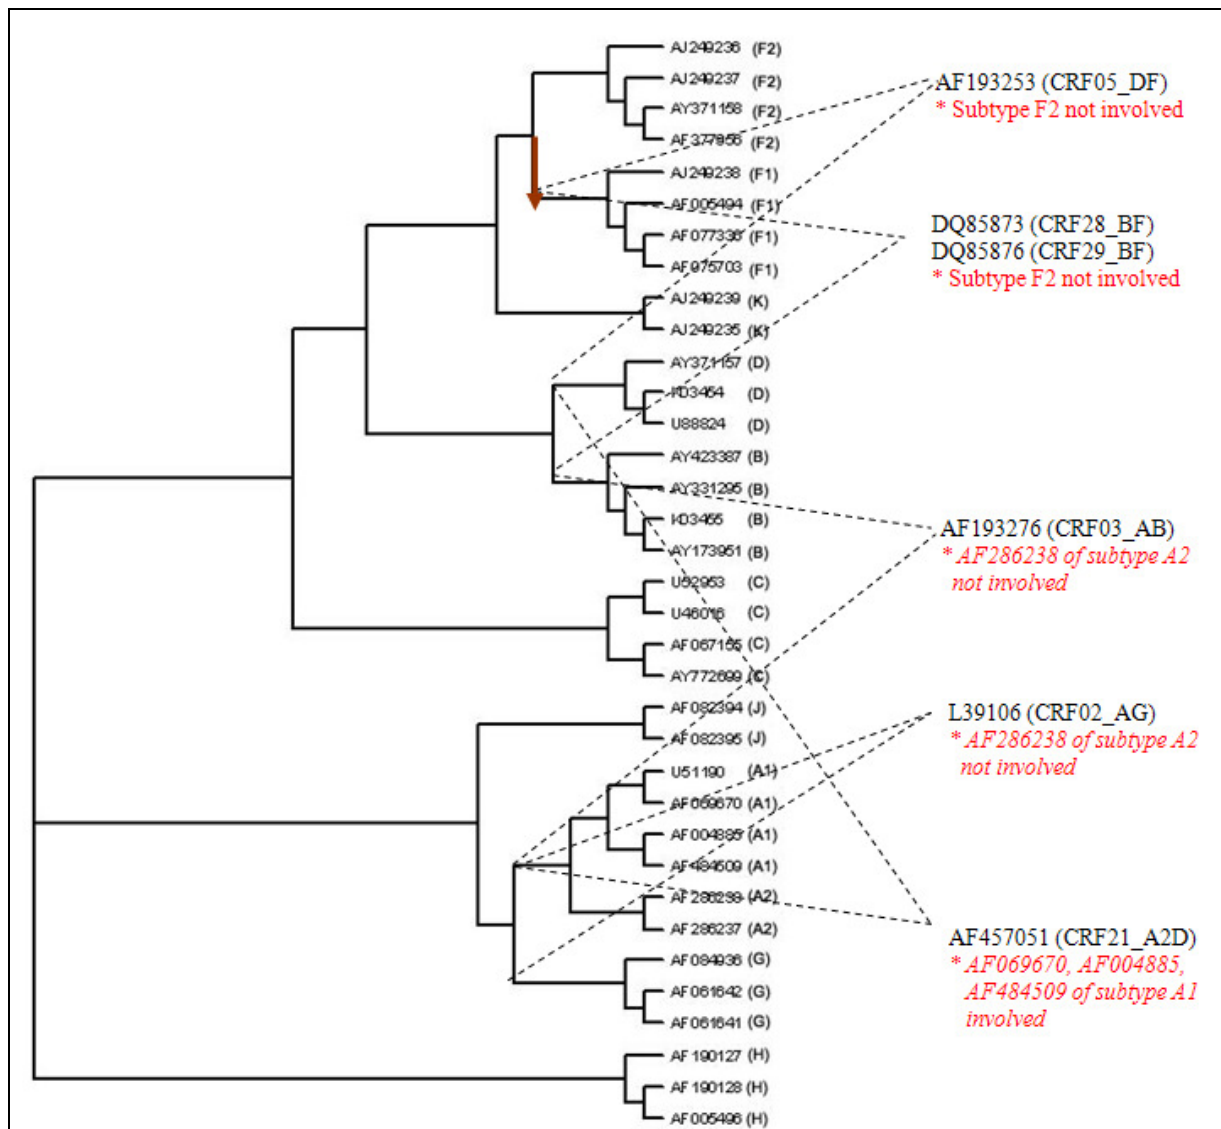 AJ249236 (F2)
AJ249237 (F2)
AY371158 (F2)
AF377956 (F2)
AJ249238 (F1)
AF005494 (F1)
AF077336 (F1)
AF075703 (F1)
AJ249239 (K)
AJ249235 (K)
AY371157 (D)
K03454 (D)
U88824 (D)
AY423387 (B)
AY331295 (B)
K03455 (B)
AY173951 (B)
U52953 (C)
U46016 (C)
AF067155 (C)
AY772699 (C)
AF082394 (J)
AF082395 (J)
U51190 (A1)
AF069670 (A1)
AF004885 (A1)
AF484509 (A1)
AF286238 (A2)
AF286237 (A2)
AF084936 (G)
AF061642 (G)
AF061641 (G)
AF190127 (H)
AF190128 (H)
AF005496 (H)
AF193253 (CRF05_DF)
* Subtype F2 not involved
DQ85873 (CRF28_BF)
DQ85876 (CRF29_BF)
* Subtype F2 not involved
AF193276 (CRF03_AB)
* AF286238 of subtype A2
not involved
L39106 (CRF02_AG)
* AF286238 of subtype A2
not involved
AF457051 (CRF21_A2D)
* AF069670, AF004885,
AF484509 of subtype A1
involved